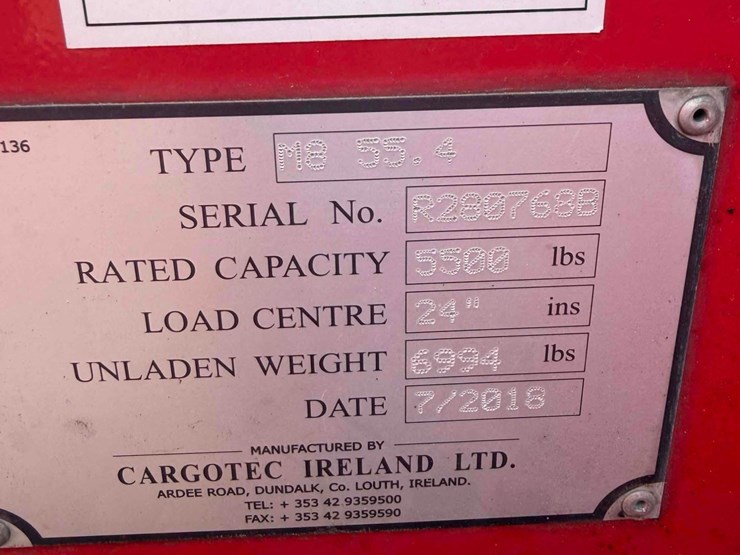 136
TYPE M8 55.4
SERIAL No. R280768B
RATED CAPACITY 5500 lbs
LOAD CENTRE 24" ins
UNLADEN WEIGHT 6994 lbs
DATE 7/2018
MANUFACTURED BY
CARGOTEC IRELAND LTD.
ARDEE ROAD, DUNDALK, Co. LOUTH, IRELAND.
TEL: + 353 42 9359500
FAX: + 353 42 9359590